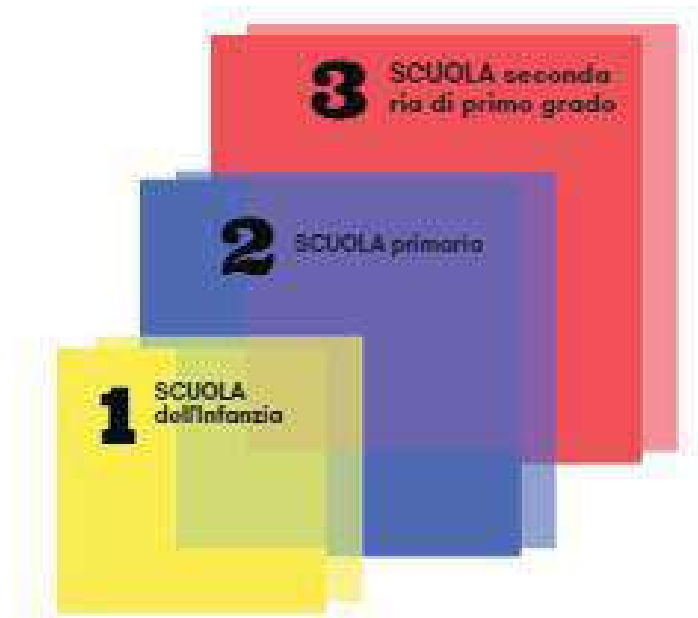 3 SCUOLA seconda
ria di primo grado
2 SCUOLA primaria
1 SCUOLA
dell'Infanzia